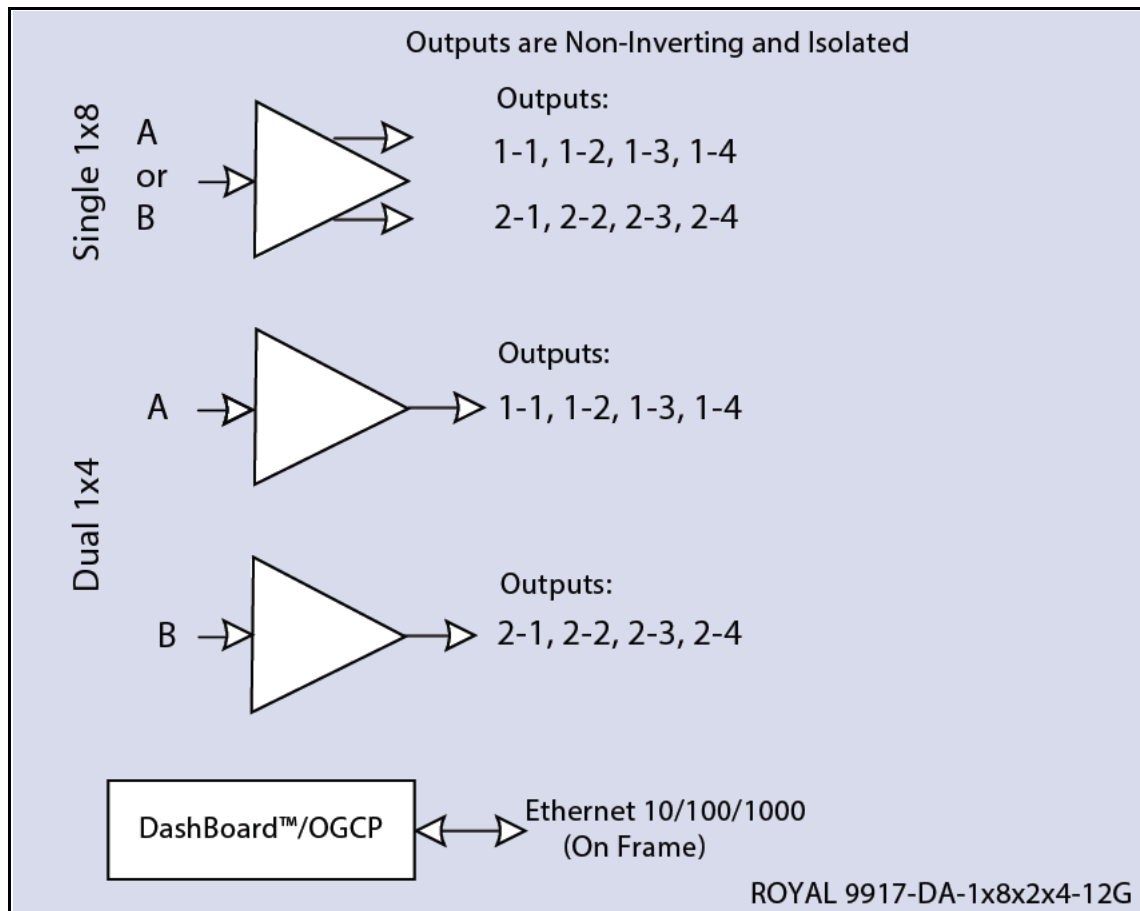 Outputs are Non-Inverting and Isolated
Single 1x8
A
or
B
Outputs:
1-1, 1-2, 1-3, 1-4
2-1, 2-2, 2-3, 2-4
Dual 1x4
A
Outputs:
1-1, 1-2, 1-3, 1-4
B
Outputs:
2-1, 2-2, 2-3, 2-4
DashBoard™/OGCP
Ethernet 10/100/1000
(On Frame)
ROYAL 9917-DA-1x8x2x4-12G